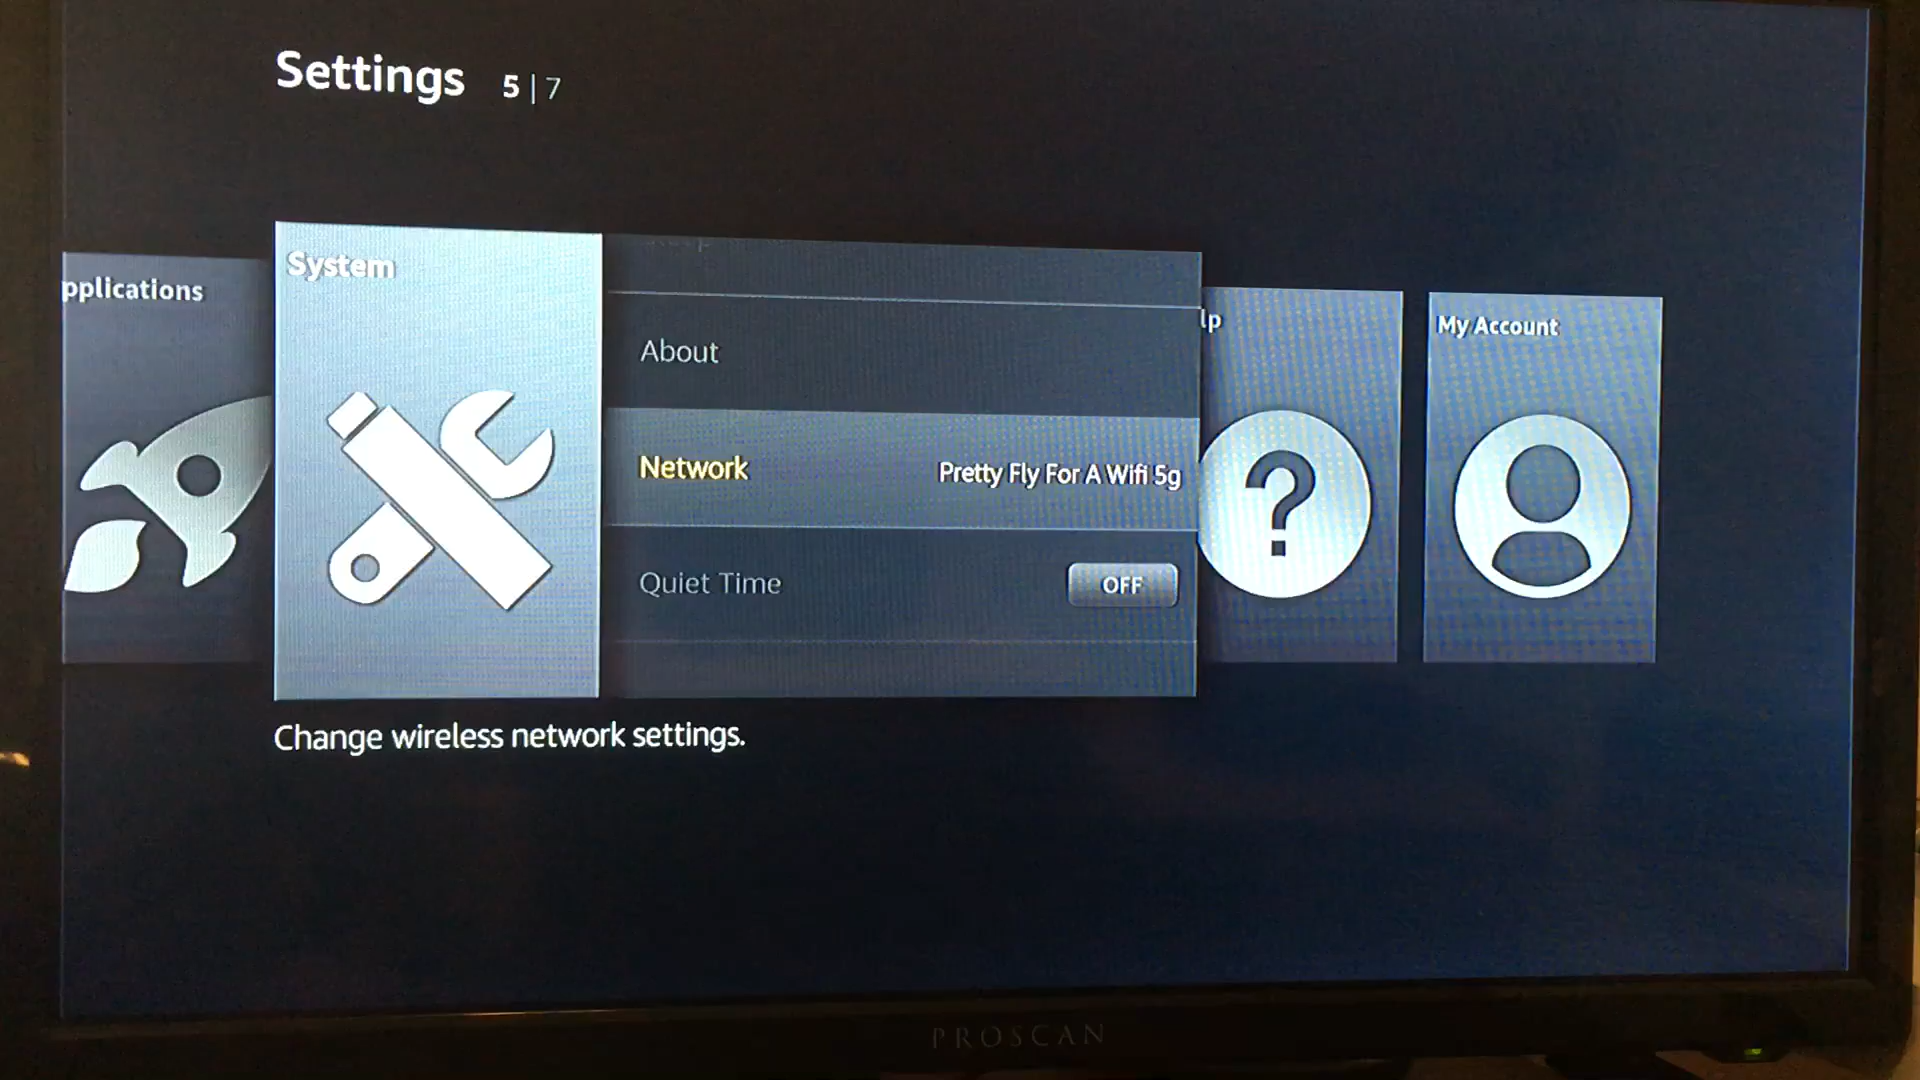 Settings 5 | 7
pplications
System
About
Network Pretty Fly For A Wifi 5g
Quiet Time OFF
lp
My Account
Change wireless network settings.
PROSCAN